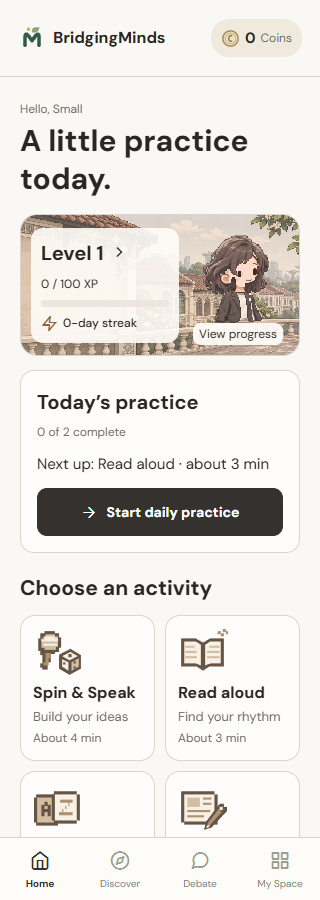 BridgingMinds
0 Coins
Hello, Small
A little practice
today.
Level 1
0 / 100 XP
0-day streak
View progress
Today’s practice
0 of 2 complete
Next up: Read aloud · about 3 min
Start daily practice
Choose an activity
Spin & Speak
Build your ideas
About 4 min
Read aloud
Find your rhythm
About 3 min
Home
Discover
Debate
My Space